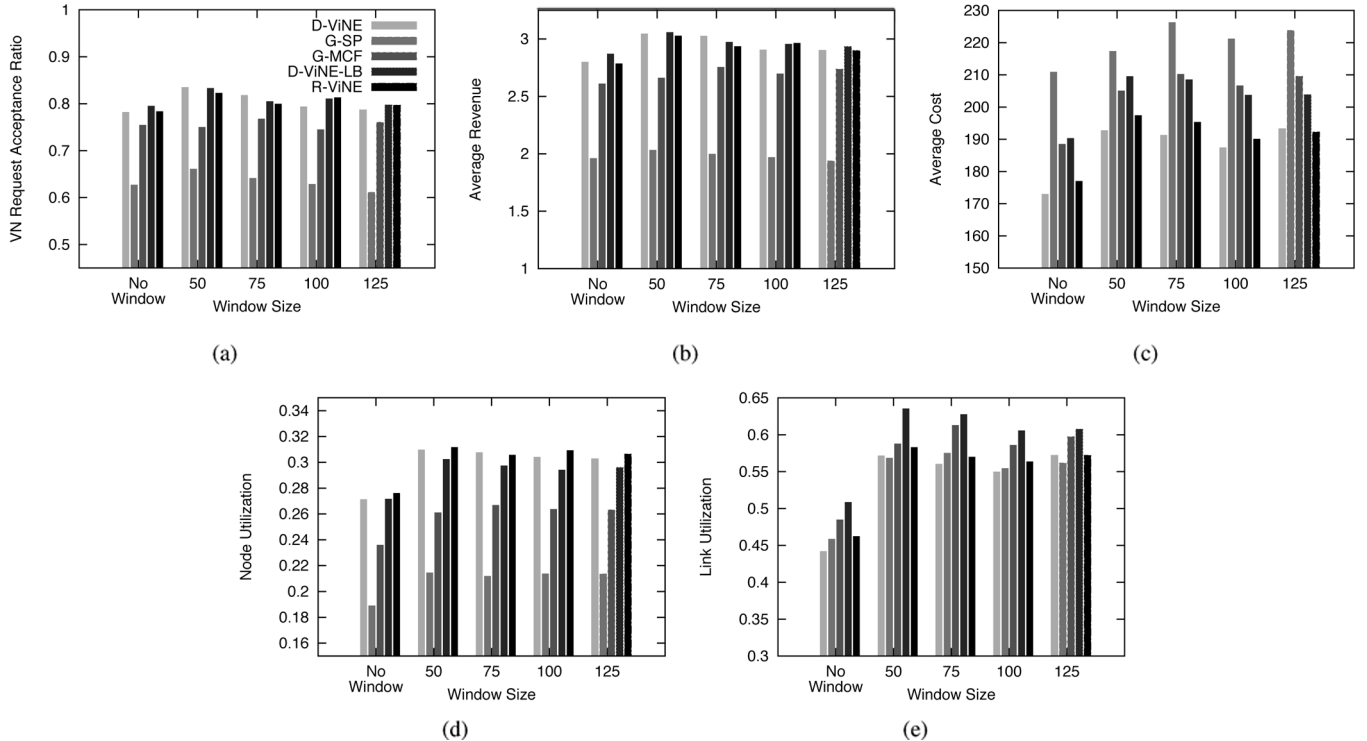 VN Request Acceptance Ratio
1
0.9
0.8
0.7
0.6
0.5
D-ViNE
G-SP
G-MCF
D-ViNE-LB
R-ViNE
No
Window
50
75
100
125
Window Size
(a)
Average Revenue
3
2.5
2
1.5
1
No
Window
50
75
100
125
Window Size
(b)
Average Cost
230
220
210
200
190
180
170
160
150
No
Window
50
75
100
125
Window Size
(c)
Node Utilization
0.34
0.32
0.3
0.28
0.26
0.24
0.22
0.2
0.18
0.16
No
Window
50
75
100
125
Window Size
(d)
Link Utilization
0.65
0.6
0.55
0.5
0.45
0.4
0.35
0.3
No
Window
50
75
100
125
Window Size
(e)